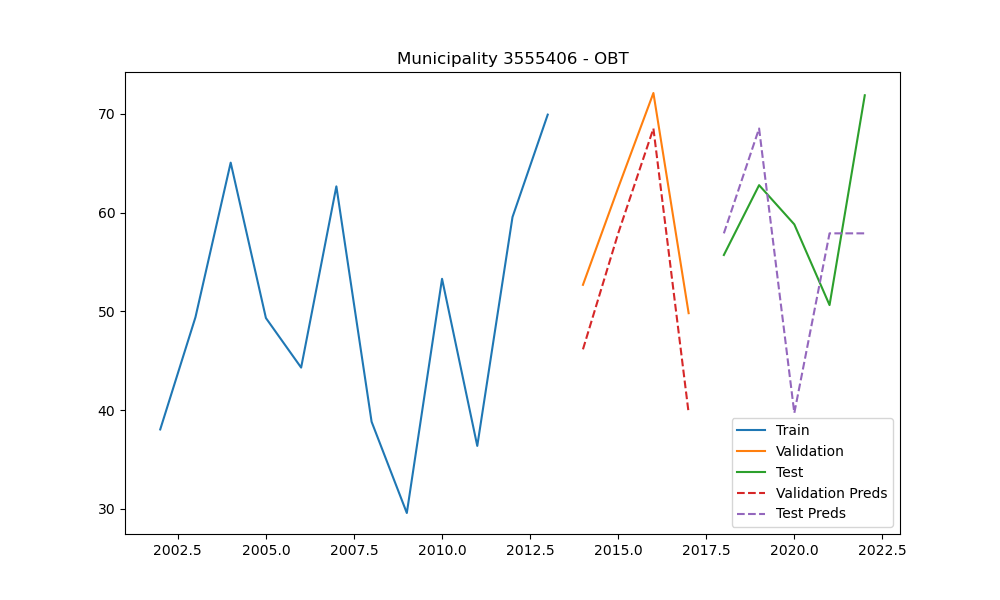 Municipality 3555406 - OBT
70
60
50
40
30
2002.5 2005.0 2007.5 2010.0 2012.5 2015.0 2017.5 2020.0 2022.5
Train
Validation
Test
Validation Preds
Test Preds